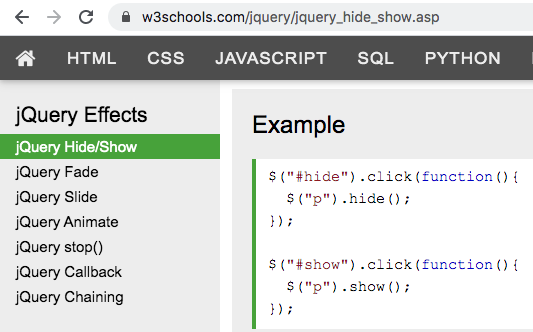 w3schools.com/jquery/jquery_hide_show.asp
HTML CSS JAVASCRIPT SQL PYTHON
jQuery Effects
jQuery Hide/Show
jQuery Fade
jQuery Slide
jQuery Animate
jQuery stop()
jQuery Callback
jQuery Chaining
Example
$("#hide").click(function(){
  $("p").hide();
});

$("#show").click(function(){
  $("p").show();
});